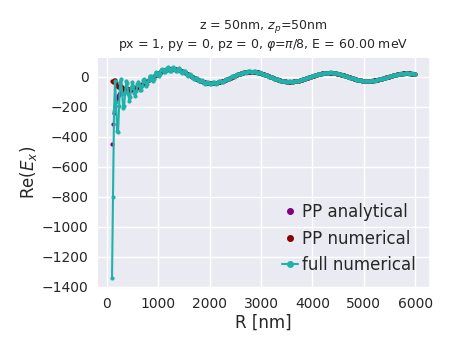 z = 50nm, z_p=50nm
px = 1, py = 0, pz = 0, φ=π/8, E = 60.00 meV
0
−200
−400
−600
−800
−1000
−1200
−1400
Re(E_x)
PP analytical
PP numerical
full numerical
0 1000 2000 3000 4000 5000 6000
R [nm]